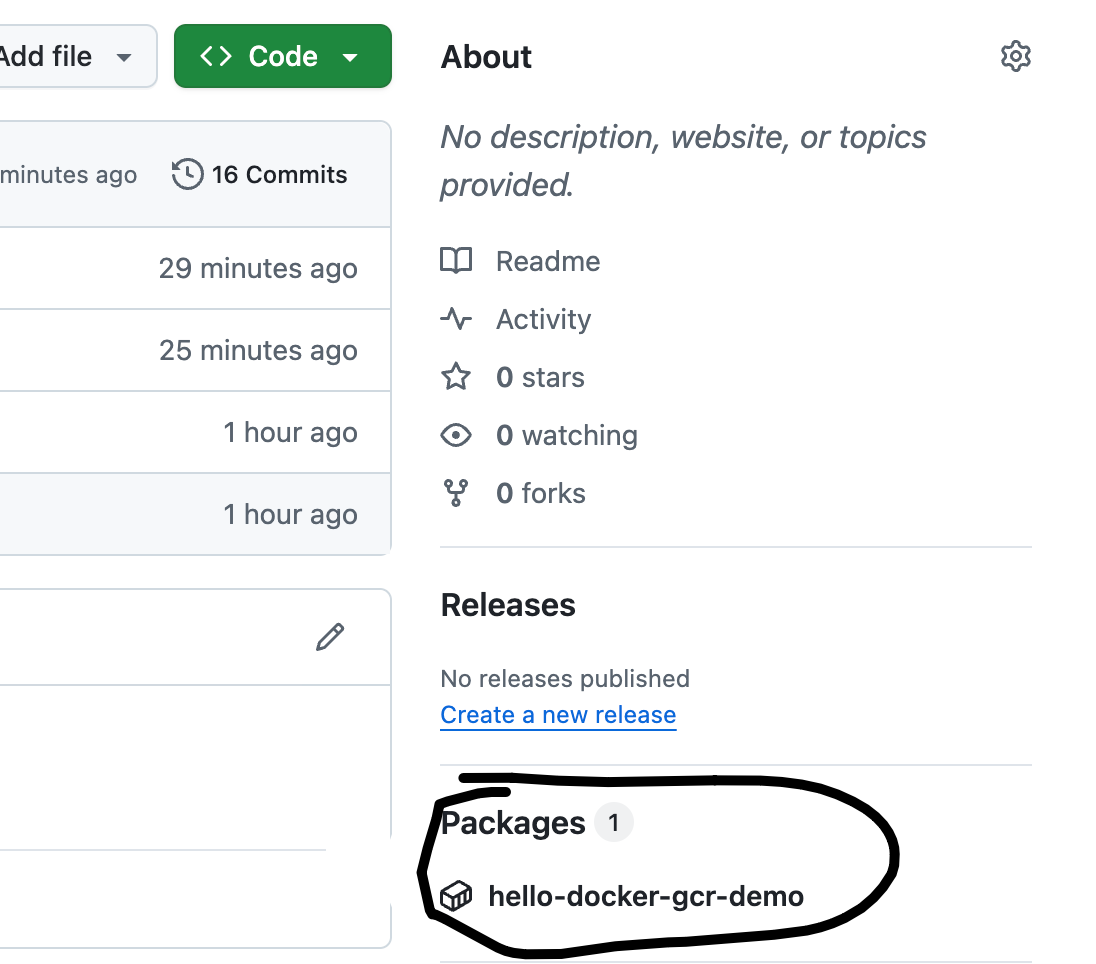 Add file
Code
About
No description, website, or topics
provided.
minutes ago
16 Commits
29 minutes ago
25 minutes ago
1 hour ago
1 hour ago
Readme
Activity
0 stars
0 watching
0 forks
Releases
No releases published
Create a new release
Packages 1
hello-docker-gcr-demo